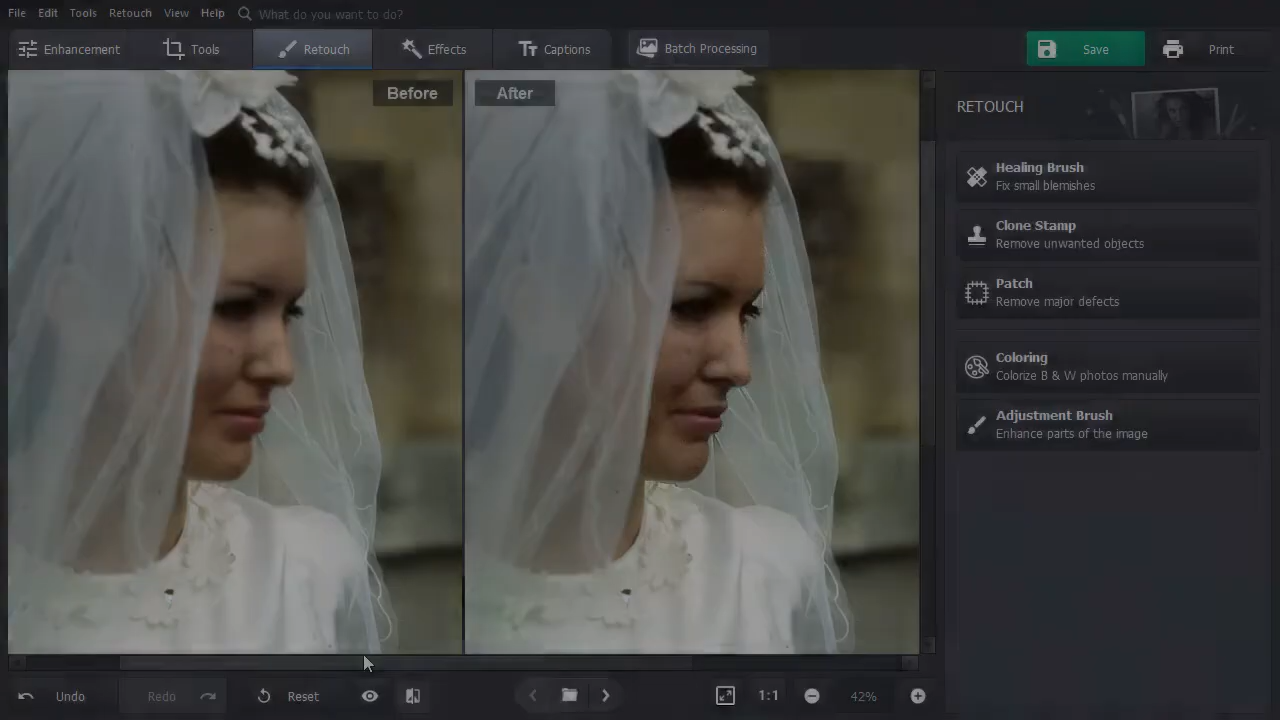 File Edit Tools Retouch View Help What do you want to do?
Enhancement Tools Retouch Effects Captions Batch Processing Save Print
Before After
RETOUCH
Healing Brush
Fix small blemishes
Clone Stamp
Remove unwanted objects
Patch
Remove major defects
Coloring
Colorize B & W photos manually
Adjustment Brush
Enhance parts of the image
Undo Redo Reset 1:1 42%